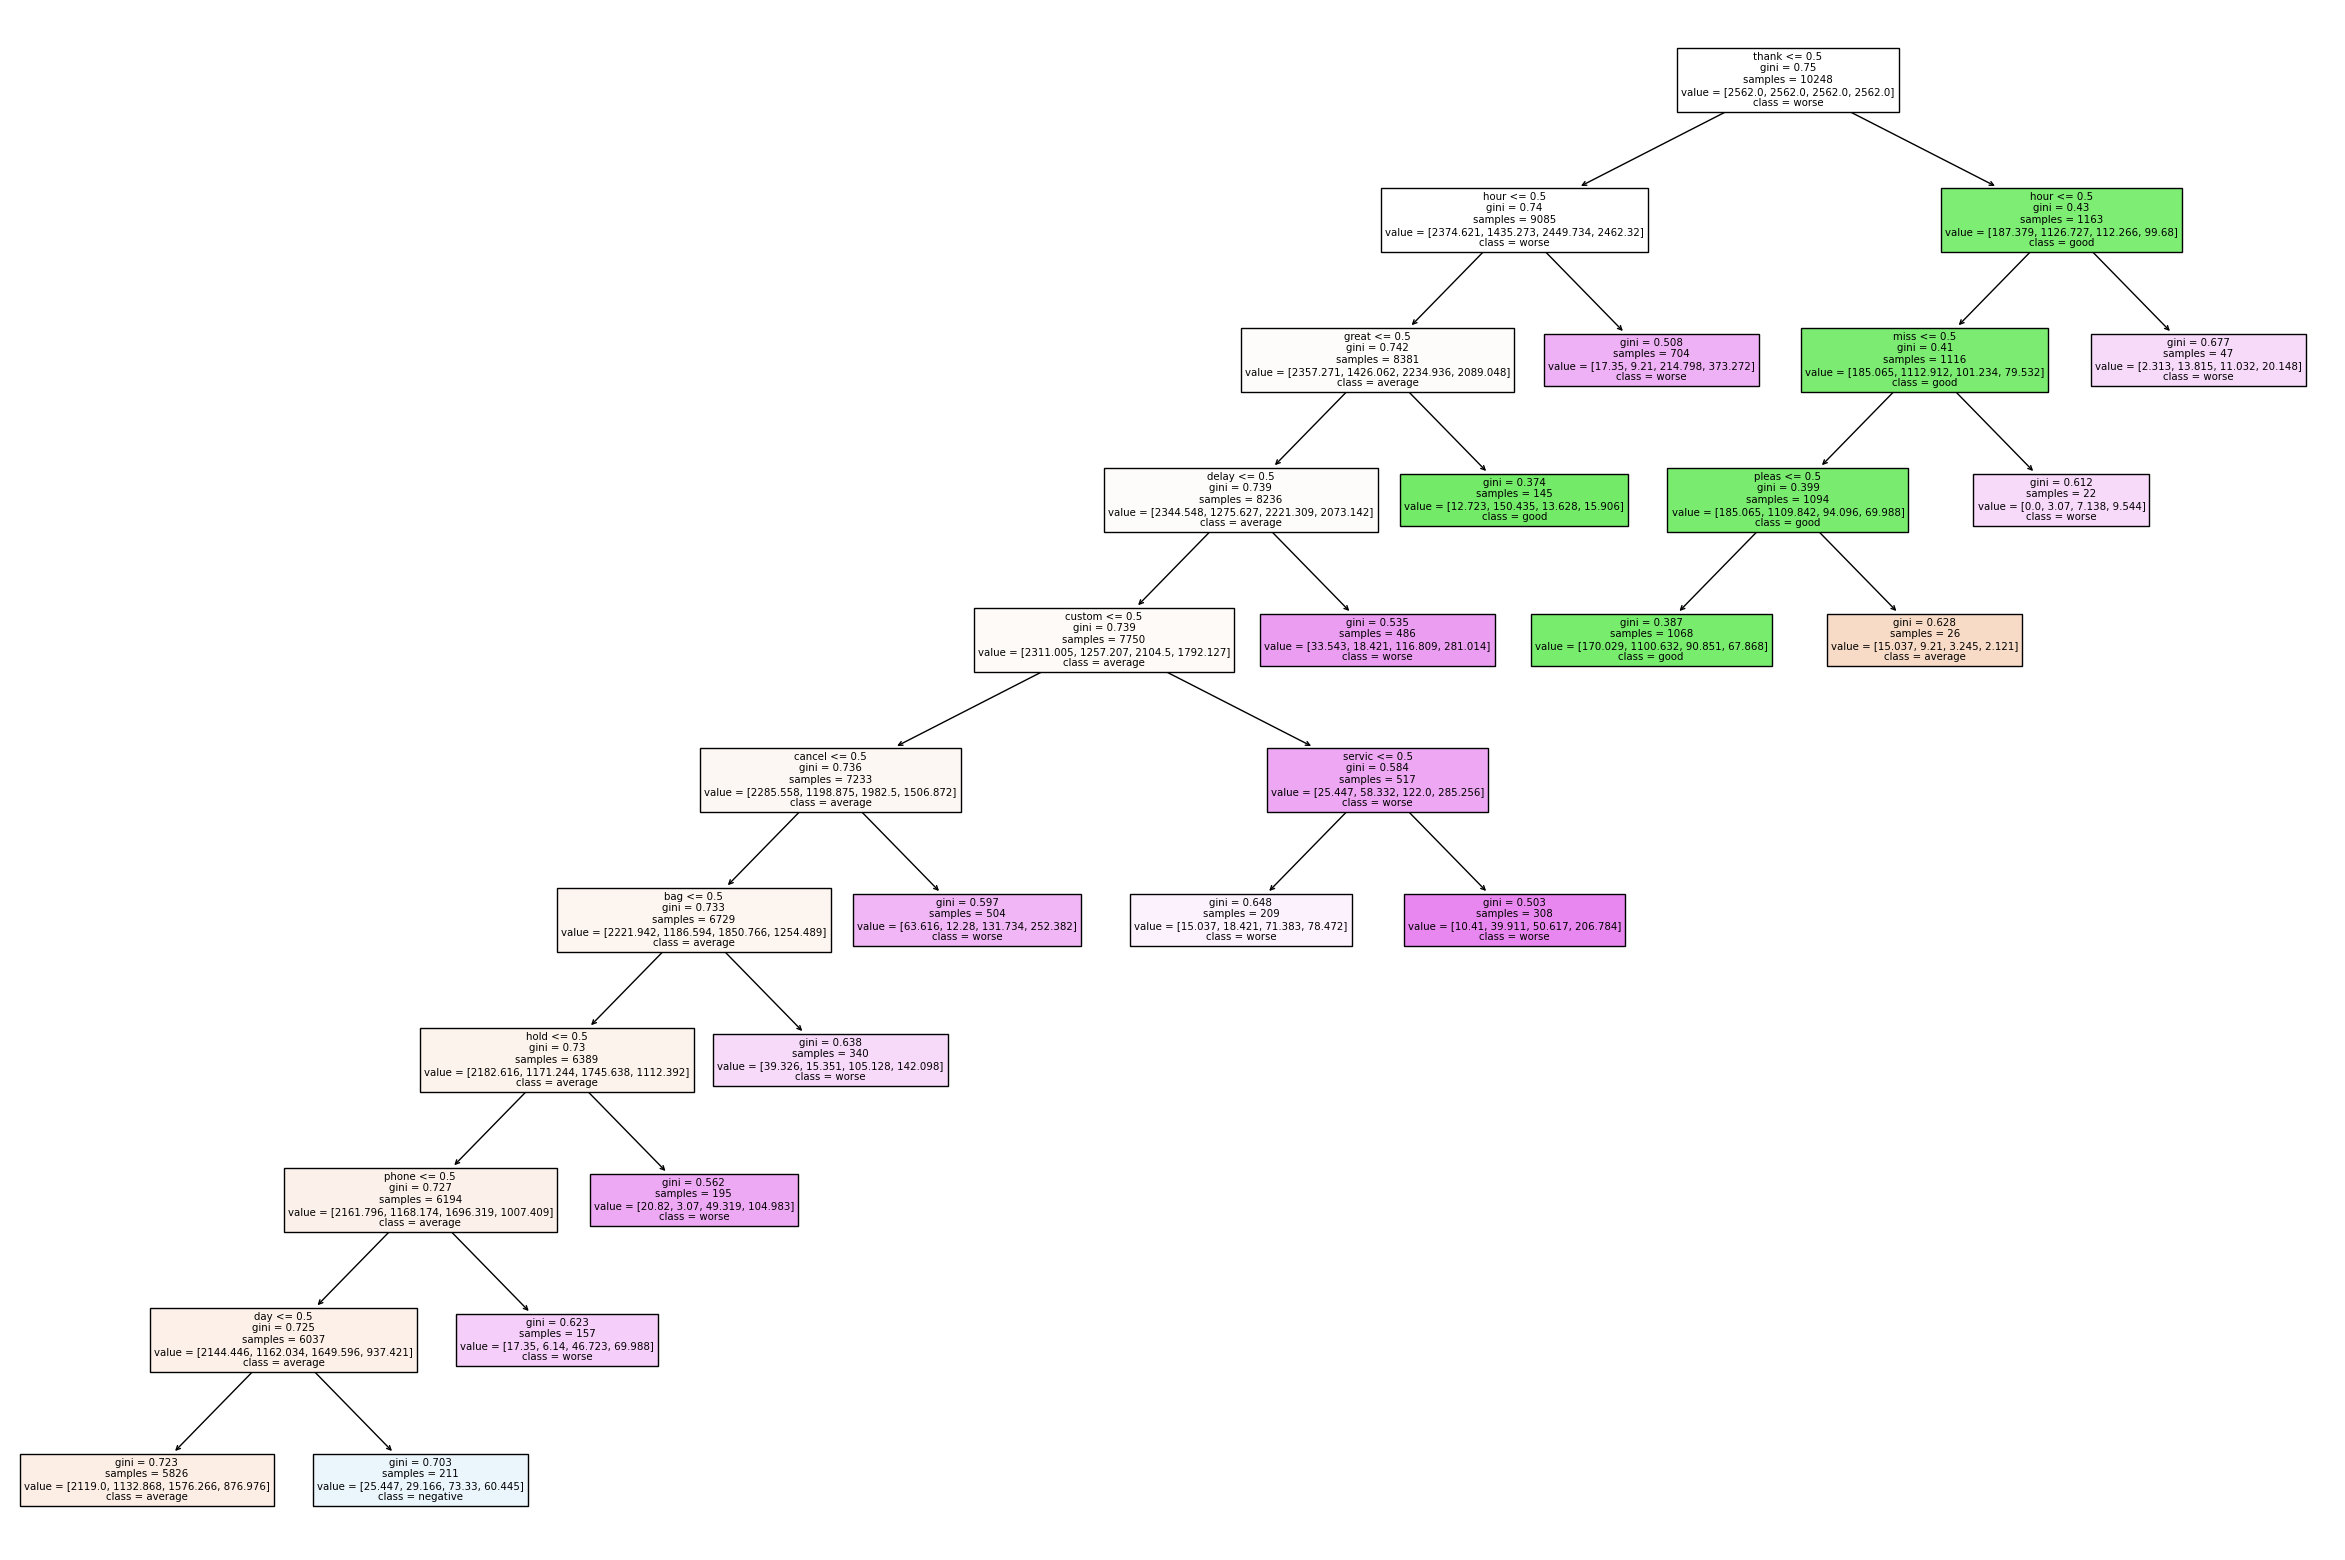 thank <= 0.5
gini = 0.75
samples = 10248
value = [2562.0, 2562.0, 2562.0, 2562.0]
class = worse
hour <= 0.5
gini = 0.74
samples = 9085
value = [2374.621, 1435.273, 2449.734, 2462.32]
class = worse
hour <= 0.5
gini = 0.43
samples = 1163
value = [187.379, 1126.727, 112.266, 99.68]
class = good
great <= 0.5
gini = 0.742
samples = 8381
value = [2357.271, 1426.062, 2234.936, 2089.048]
class = average
gini = 0.508
samples = 704
value = [17.35, 9.21, 214.798, 373.272]
class = worse
miss <= 0.5
gini = 0.41
samples = 1116
value = [185.065, 1112.912, 101.234, 79.532]
class = good
gini = 0.677
samples = 47
value = [2.313, 13.815, 11.032, 20.148]
class = worse
delay <= 0.5
gini = 0.739
samples = 8236
value = [2344.548, 1275.627, 2221.309, 2073.142]
class = average
gini = 0.374
samples = 145
value = [12.723, 150.435, 13.628, 15.906]
class = good
pleas <= 0.5
gini = 0.399
samples = 1094
value = [185.065, 1109.842, 94.096, 69.988]
class = good
gini = 0.612
samples = 22
value = [0.0, 3.07, 7.138, 9.544]
class = worse
custom <= 0.5
gini = 0.739
samples = 7750
value = [2311.005, 1257.207, 2104.5, 1792.127]
class = average
gini = 0.535
samples = 486
value = [33.543, 18.421, 116.809, 281.014]
class = worse
gini = 0.387
samples = 1068
value = [170.029, 1100.632, 90.851, 67.868]
class = good
gini = 0.628
samples = 26
value = [15.037, 9.21, 3.245, 2.121]
class = average
cancel <= 0.5
gini = 0.736
samples = 7233
value = [2285.558, 1198.875, 1982.5, 1506.872]
class = average
servic <= 0.5
gini = 0.584
samples = 517
value = [25.447, 58.332, 122.0, 285.256]
class = worse
bag <= 0.5
gini = 0.733
samples = 6729
value = [2221.942, 1186.594, 1850.766, 1254.489]
class = average
gini = 0.597
samples = 504
value = [63.616, 12.28, 131.734, 252.382]
class = worse
gini = 0.648
samples = 209
value = [15.037, 18.421, 71.383, 78.472]
class = worse
gini = 0.503
samples = 308
value = [10.41, 39.911, 50.617, 206.784]
class = worse
hold <= 0.5
gini = 0.73
samples = 6389
value = [2182.616, 1171.244, 1745.638, 1112.392]
class = average
gini = 0.638
samples = 340
value = [39.326, 15.351, 105.128, 142.098]
class = worse
phone <= 0.5
gini = 0.727
samples = 6194
value = [2161.796, 1168.174, 1696.319, 1007.409]
class = average
gini = 0.562
samples = 195
value = [20.82, 3.07, 49.319, 104.983]
class = worse
day <= 0.5
gini = 0.725
samples = 6037
value = [2144.446, 1162.034, 1649.596, 937.421]
class = average
gini = 0.623
samples = 157
value = [17.35, 6.14, 46.723, 69.988]
class = worse
gini = 0.723
samples = 5826
value = [2119.0, 1132.868, 1576.266, 876.976]
class = average
gini = 0.703
samples = 211
value = [25.447, 29.166, 73.33, 60.445]
class = negative